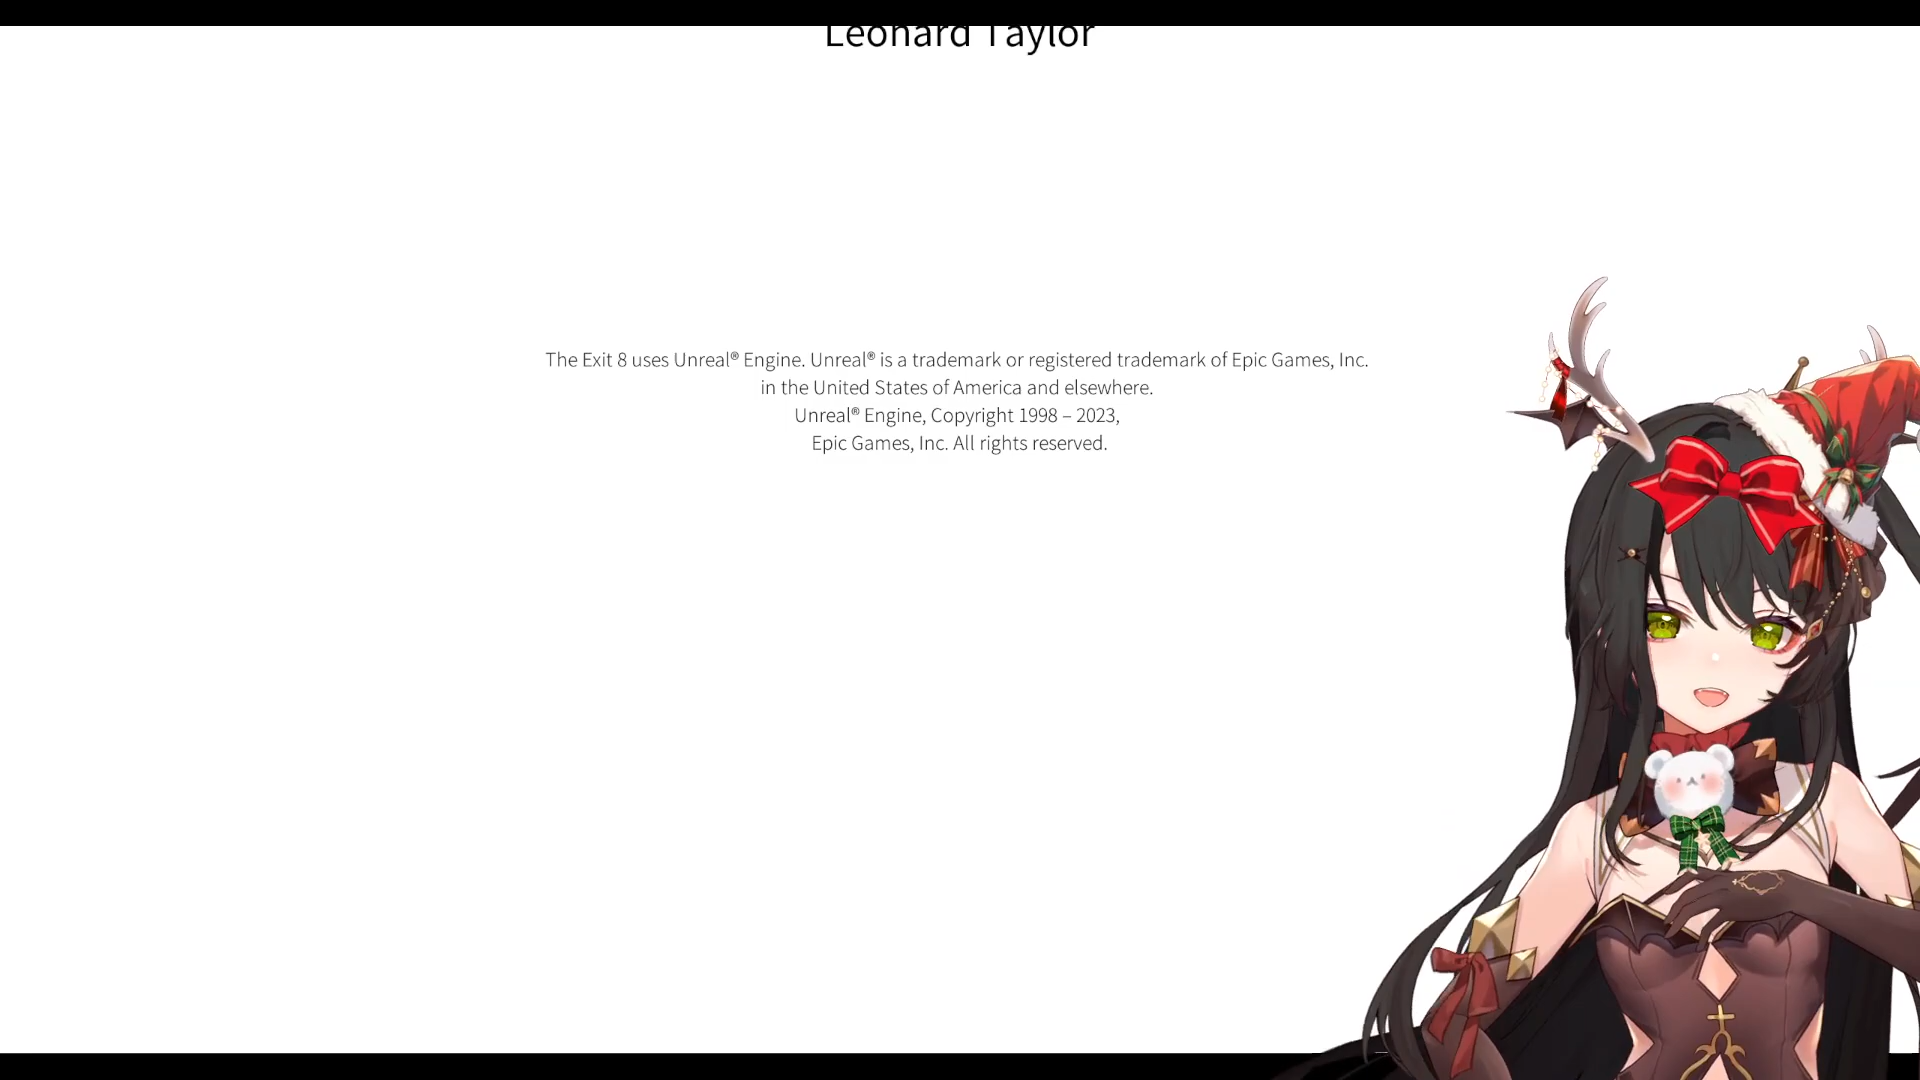 Leonard Taylor
The Exit 8 uses Unreal® Engine. Unreal® is a trademark or registered trademark of Epic Games, Inc.
in the United States of America and elsewhere.
Unreal® Engine, Copyright 1998 – 2023,
Epic Games, Inc. All rights reserved.